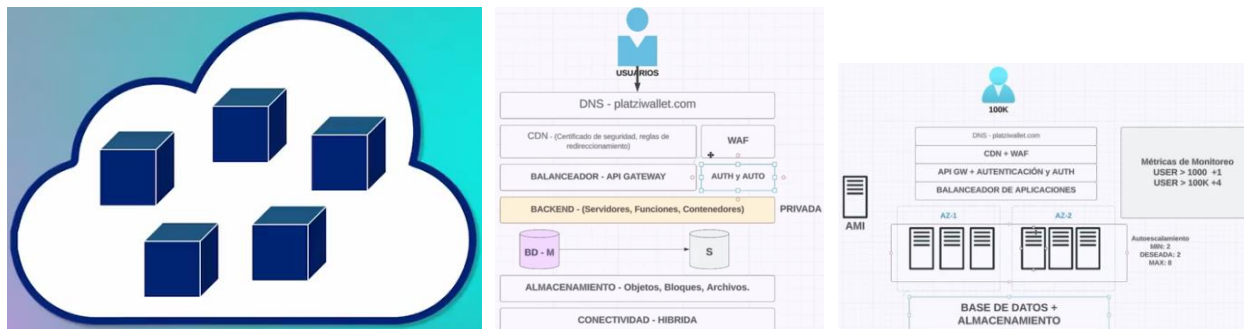 USUARIOS
DNS - platziwallet.com
CDN - (Certificado de seguridad, reglas de
redireccionamiento)
WAF
BALANCEADOR - API GATEWAY
AUTH y AUTO
BACKEND - (Servidores, Funciones, Contenedores)
PRIVADA
BD - M
S
ALMACENAMIENTO - Objetos, Bloques, Archivos.
CONECTIVIDAD - HIBRIDA
100K
DNS - platziwallet.com
CDN + WAF
API GW + AUTENTICACIÓN y AUTH
BALANCEADOR DE APLICACIONES
Métricas de Monitoreo
USER > 1000 +1
USER > 100K +4
AMI
AZ-1
AZ-2
Autoescalamiento
MIN: 2
DESEADA: 2
MAX: 8
BASE DE DATOS +
ALMACENAMIENTO